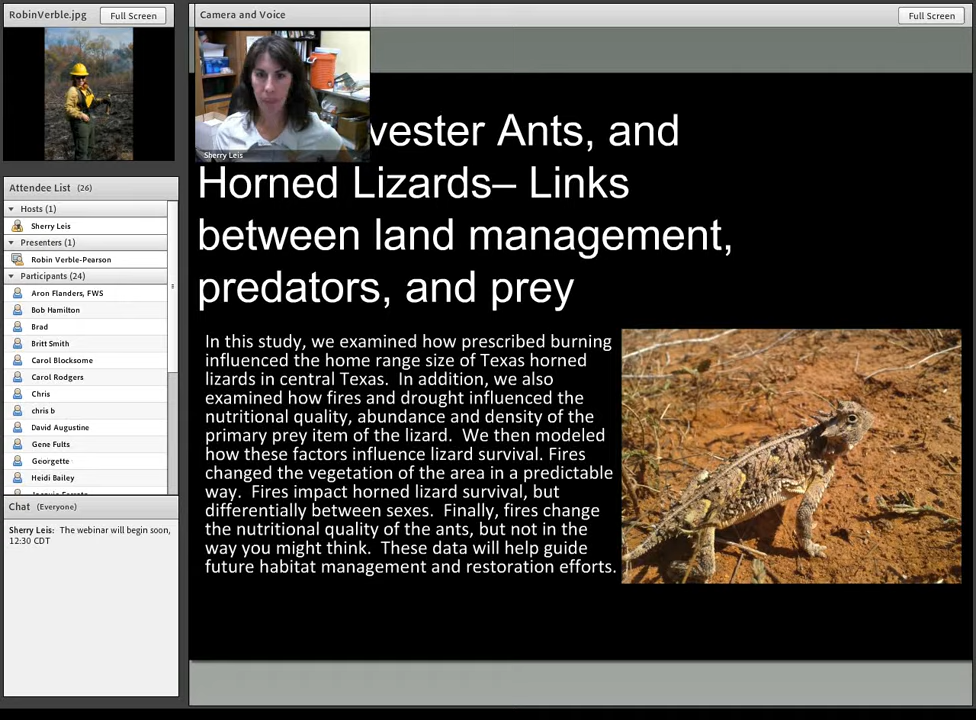 RobinVerble.jpg
Full Screen
Camera and Voice
Full Screen
Sherry Leis
vester Ants, and
Horned Lizards– Links
between land management,
predators, and prey
In this study, we examined how prescribed burning
influenced the home range size of Texas horned
lizards in central Texas. In addition, we also
examined how fires and drought influenced the
nutritional quality, abundance and density of the
primary prey item of the lizard. We then modeled
how these factors influence lizard survival. Fires
changed the vegetation of the area in a predictable
way. Fires impact horned lizard survival, but
differentially between sexes. Finally, fires change
the nutritional quality of the ants, but not in the
way you might think. These data will help guide
future habitat management and restoration efforts.
Attendee List (26)
Hosts (1)
Sherry Leis
Presenters (1)
Robin Verble-Pearson
Participants (24)
Aron Flanders, FWS
Bob Hamilton
Brad
Britt Smith
Carol Blocksome
Carol Rodgers
Chris
chris b
David Augustine
Gene Fults
Georgette
Heidi Bailey
Chat (Everyone)
Sherry Leis: The webinar will begin soon,
12:30 CDT